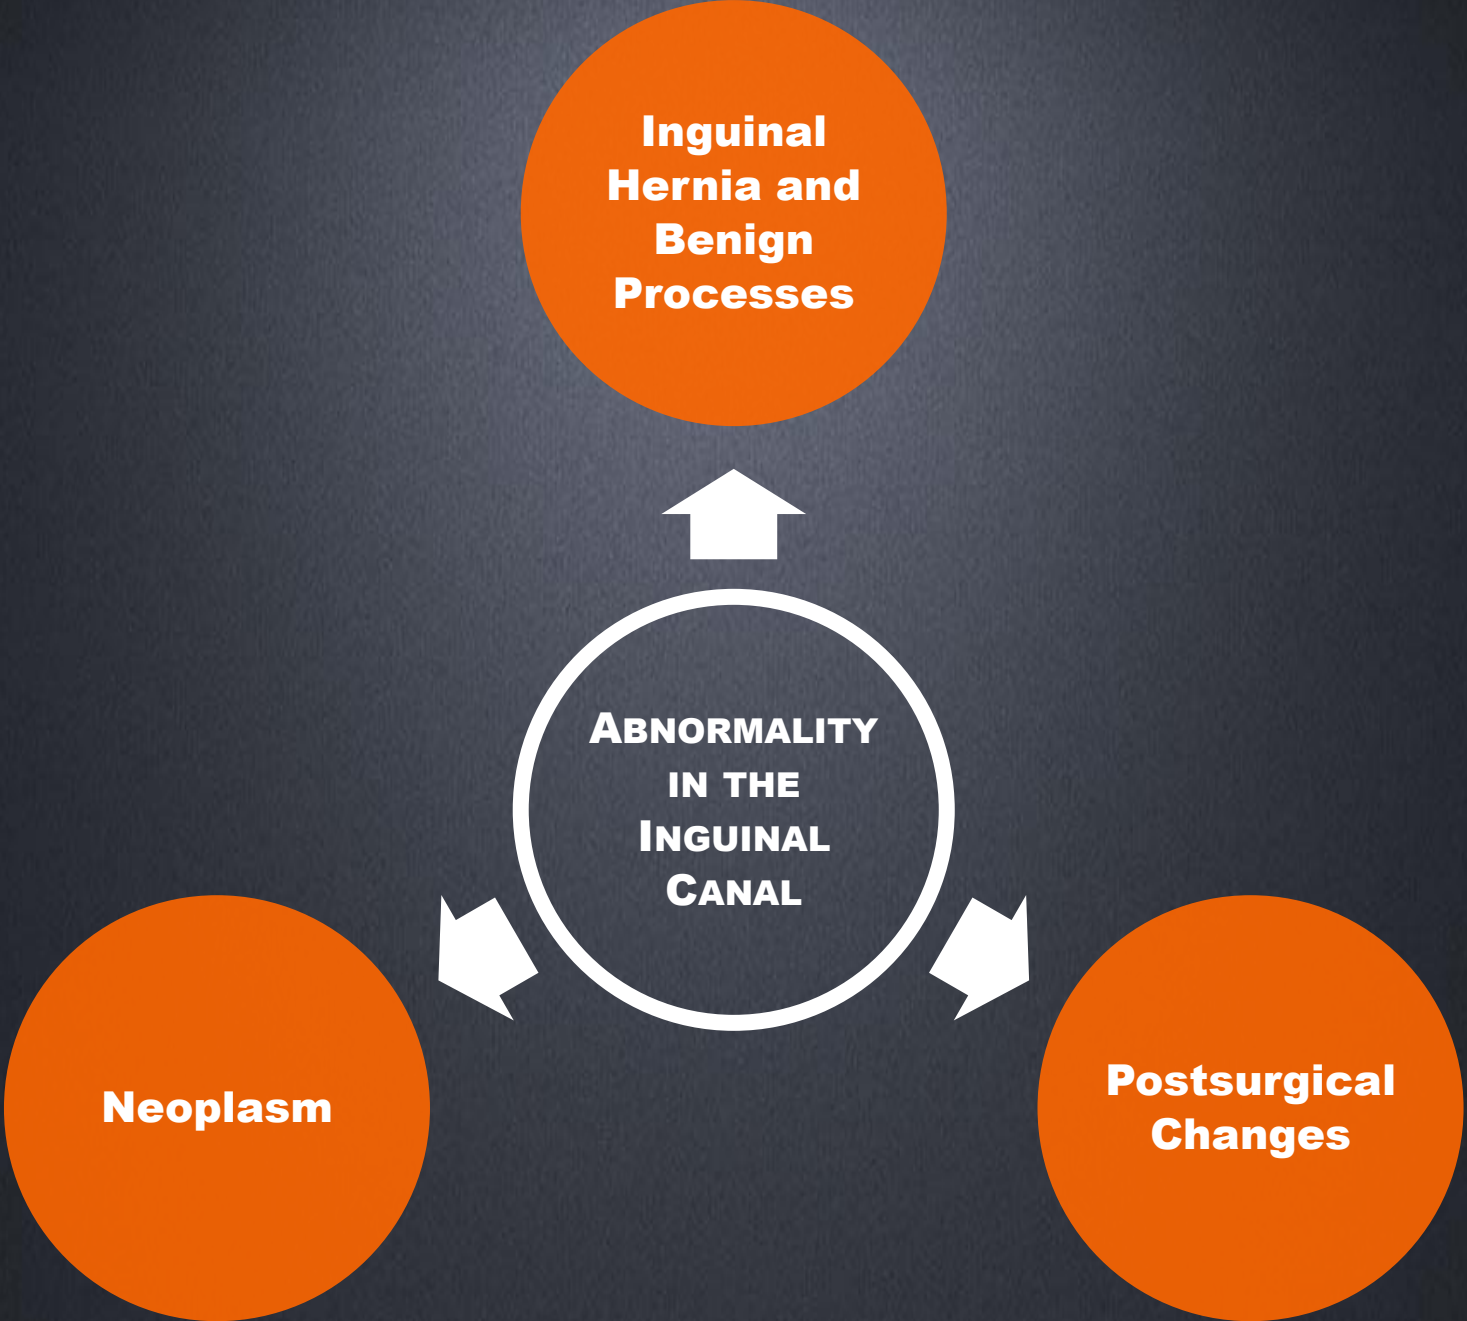 Inguinal
Hernia and
Benign
Processes
Abnormality
in the
Inguinal
Canal
Neoplasm
Postsurgical
Changes